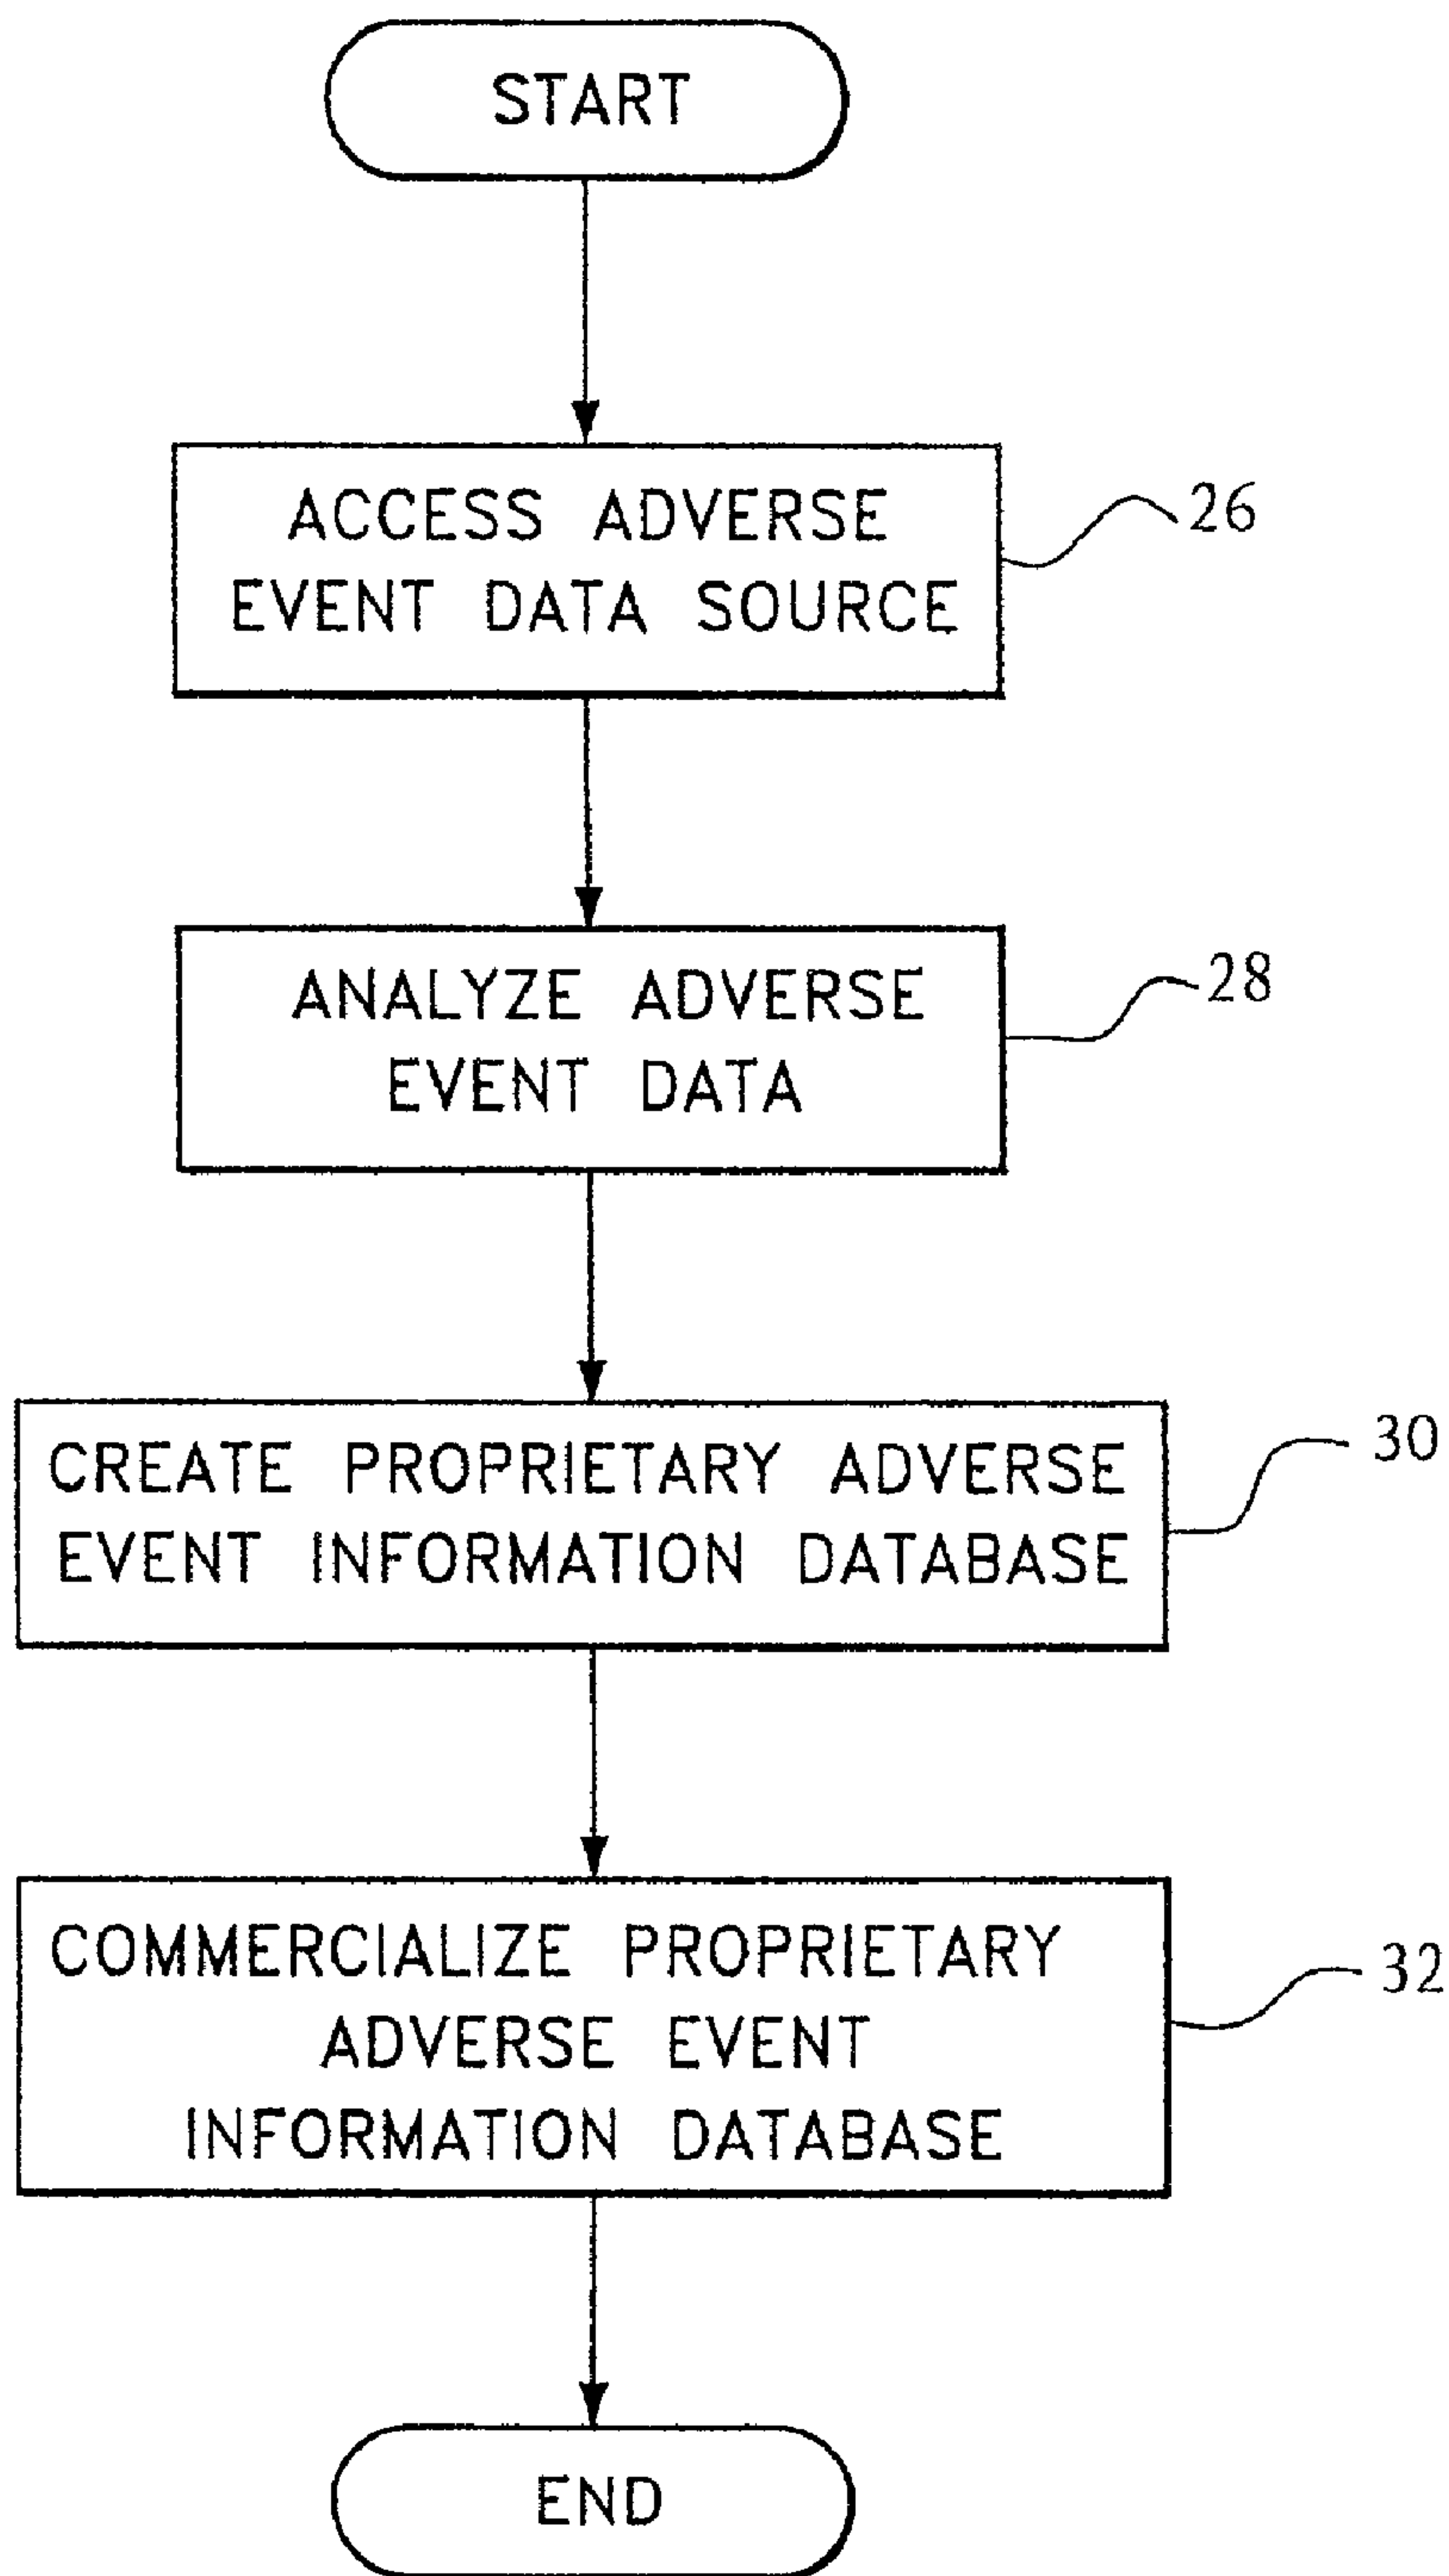 START
ACCESS ADVERSE
EVENT DATA SOURCE
26
ANALYZE ADVERSE
EVENT DATA
28
CREATE PROPRIETARY ADVERSE
EVENT INFORMATION DATABASE
30
COMMERCIALIZE PROPRIETARY
ADVERSE EVENT
INFORMATION DATABASE
32
END